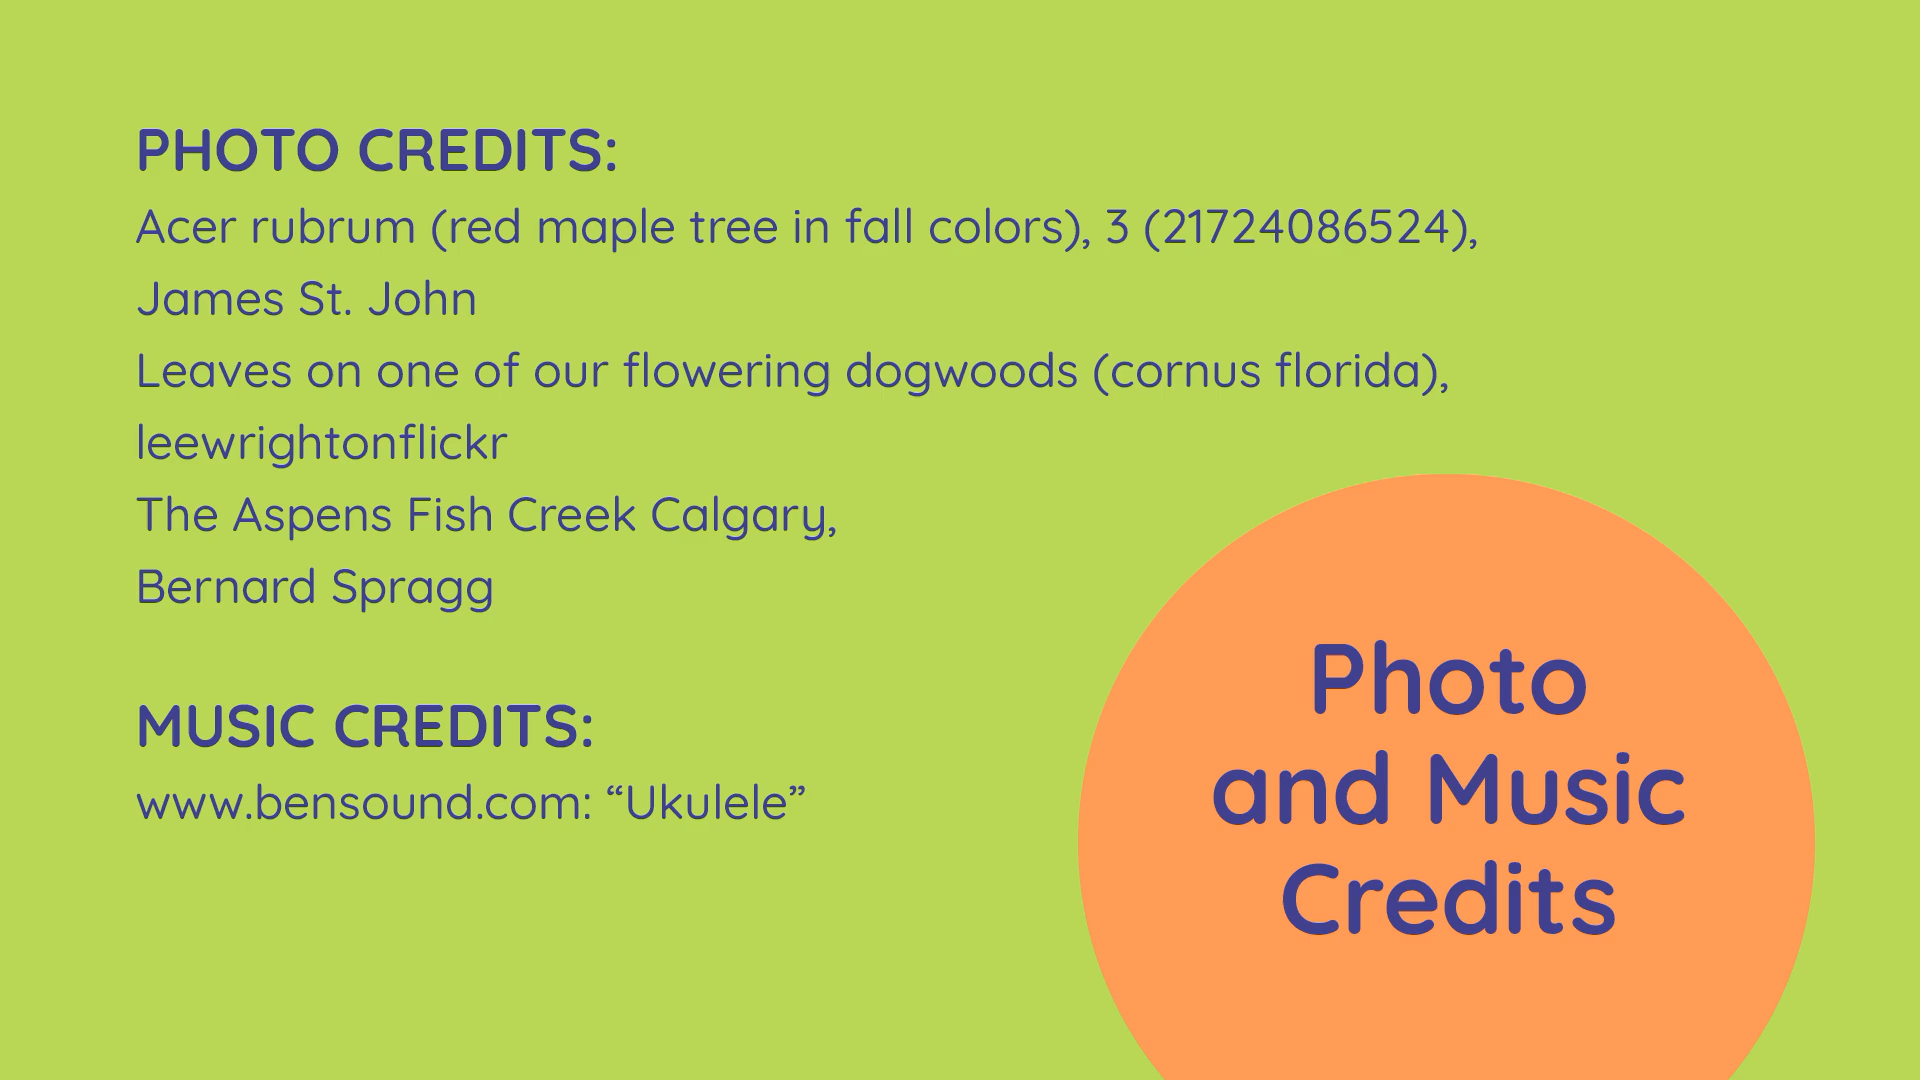 PHOTO CREDITS:
Acer rubrum (red maple tree in fall colors), 3 (21724086524),
James St. John
Leaves on one of our flowering dogwoods (cornus florida),
leewrightonflickr
The Aspens Fish Creek Calgary,
Bernard Spragg
MUSIC CREDITS:
www.bensound.com: “Ukulele”
Photo
and Music
Credits